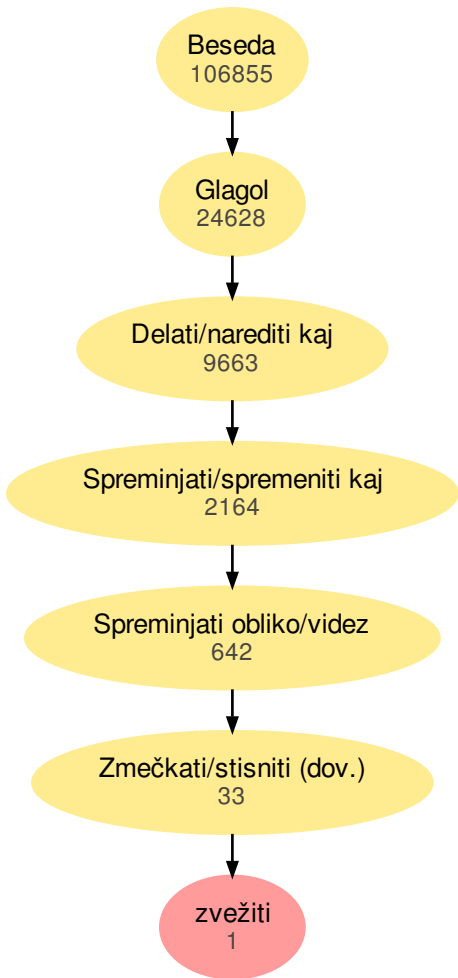 Beseda
106855
Glagol
24628
Delati/narediti kaj
9663
Spreminjati/spremeniti kaj
2164
Spreminjati obliko/videz
642
Zmečkati/stisniti (dov.)
33
zvežiti
1